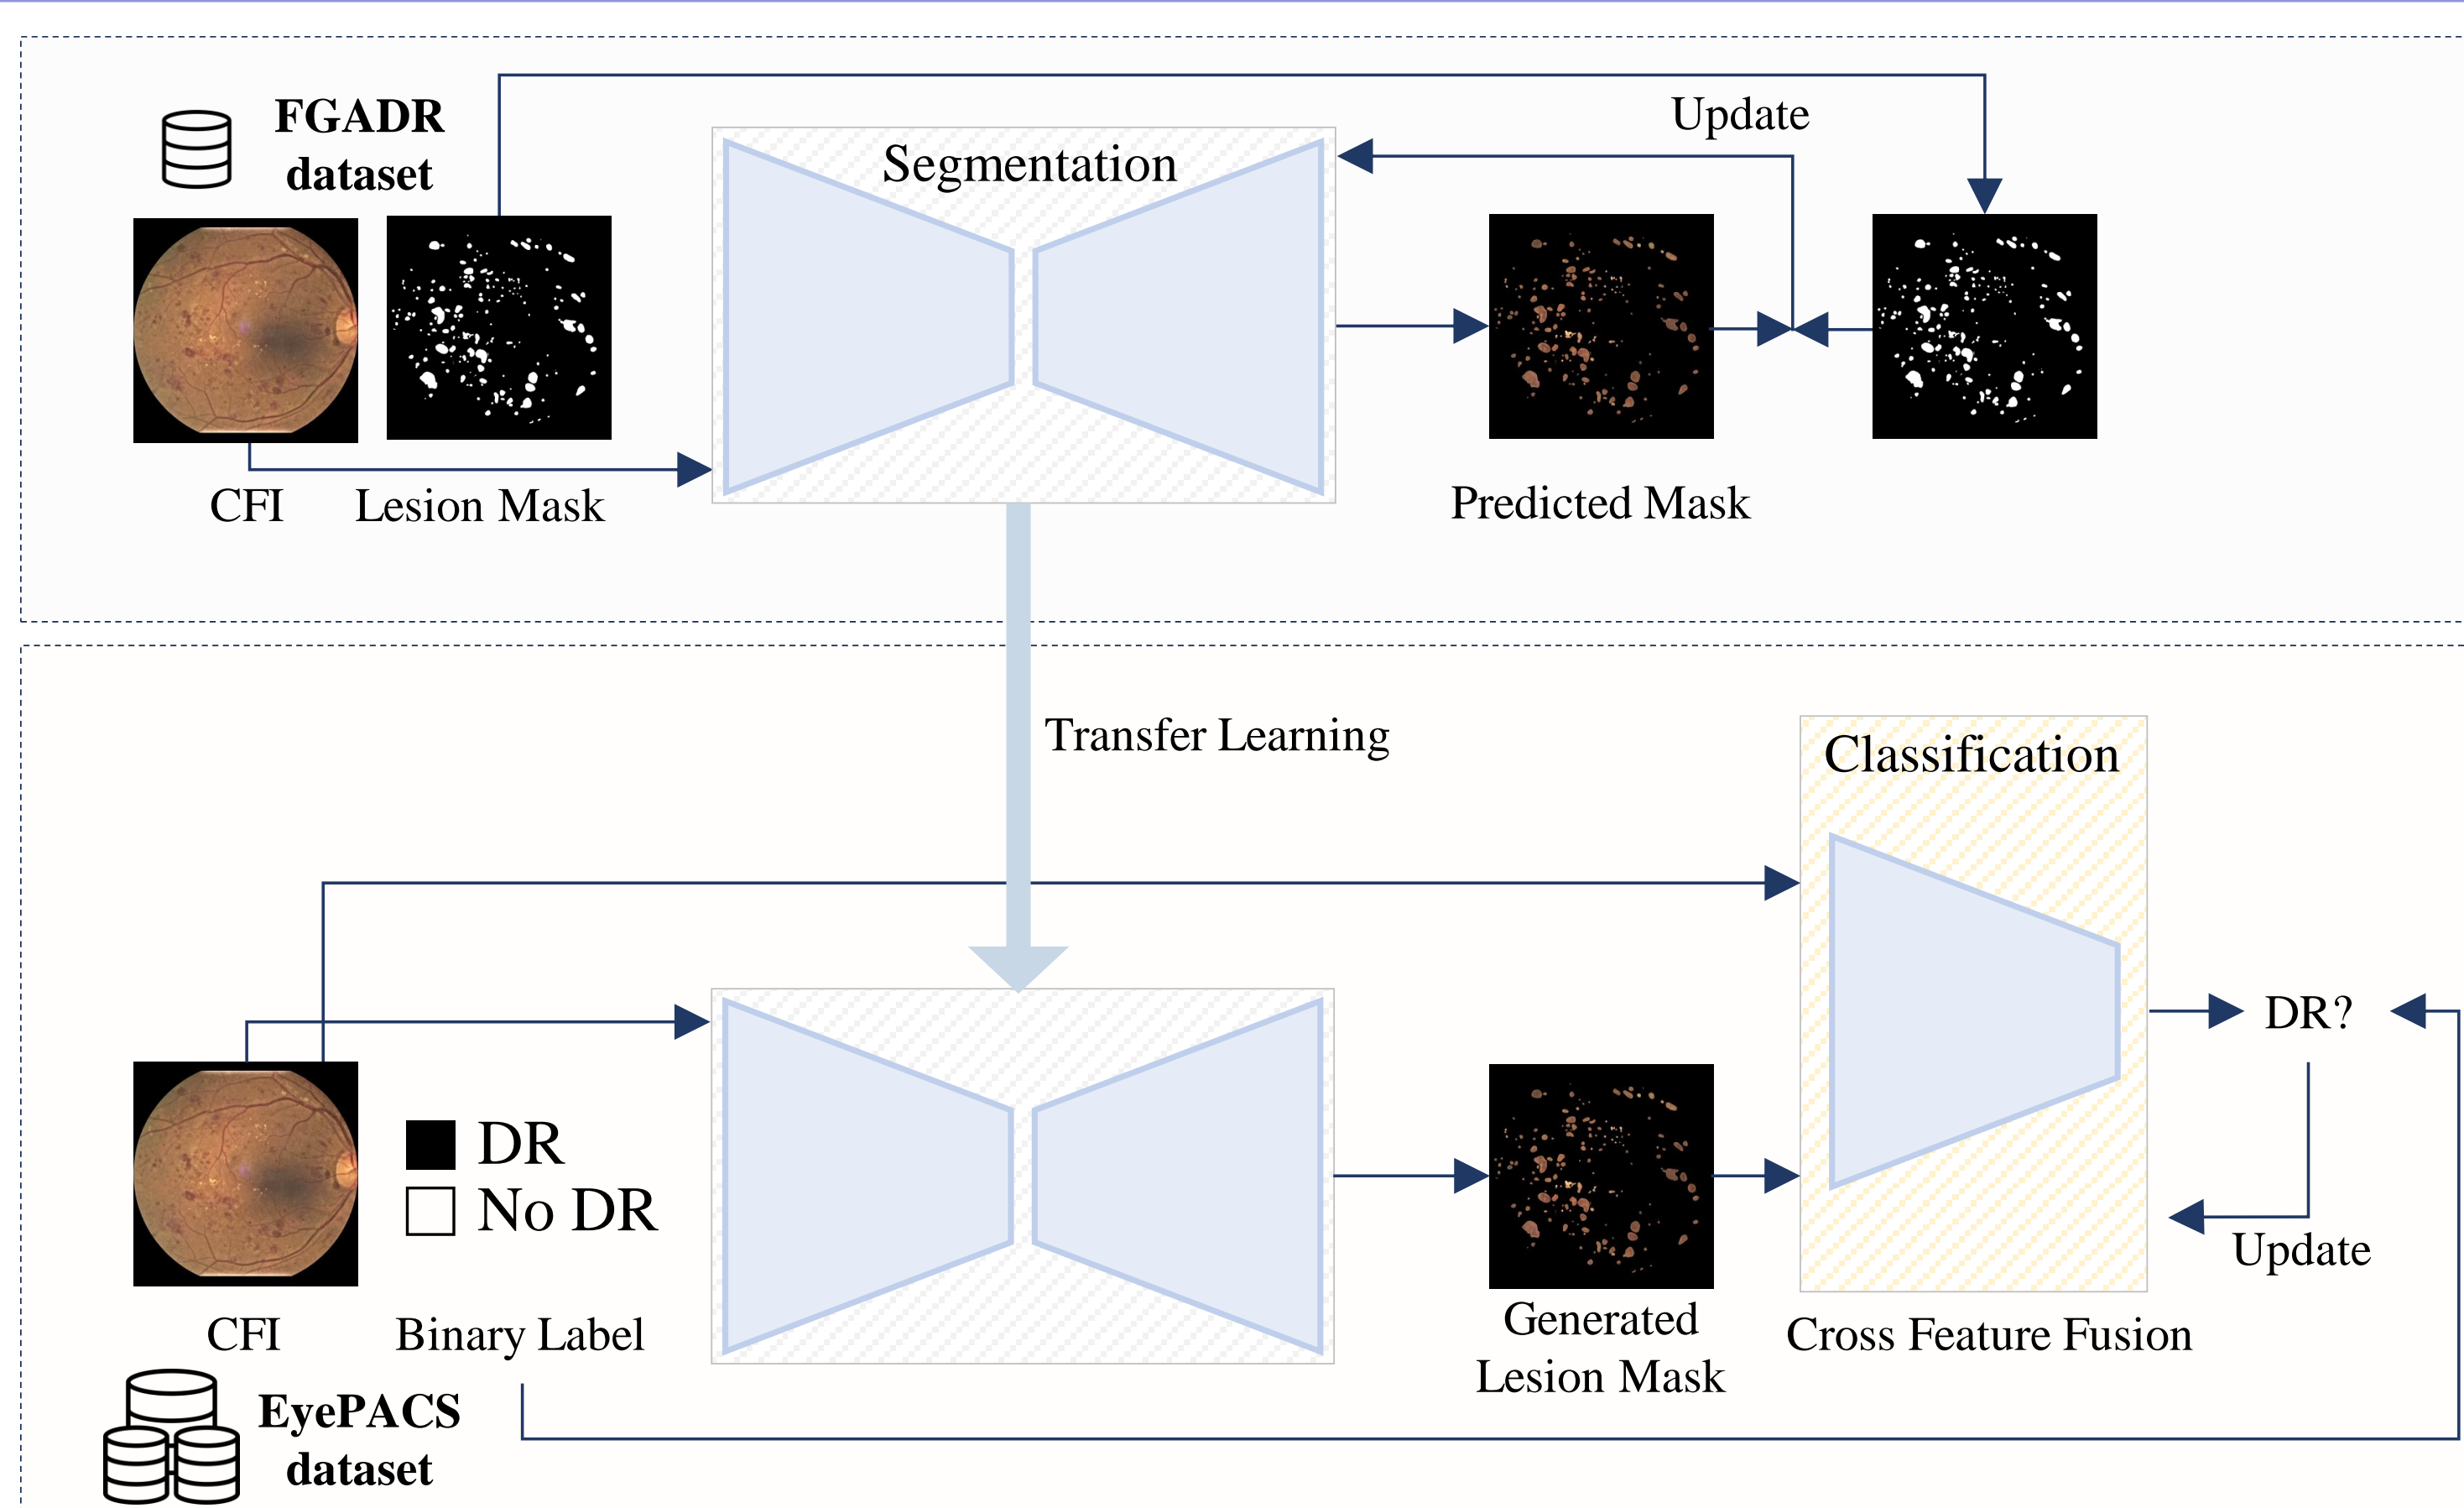 FGADR
dataset
Update
Segmentation
CFI
Lesion Mask
Predicted Mask
Transfer Learning
Classification
DR?
DR
No DR
Update
CFI
Binary Label
Generated
Lesion Mask
Cross Feature Fusion
EyePACS
dataset